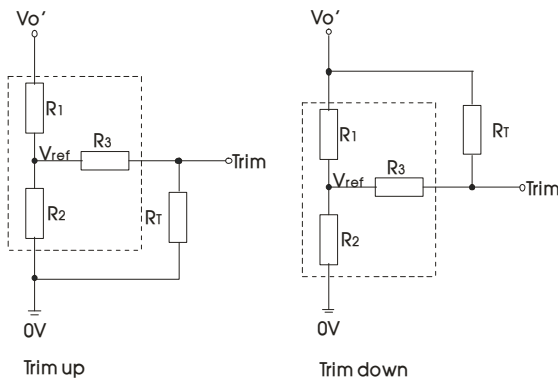 Vo'
R1
Vref
R3
Trim
R2
RT
0V
Trim up
Vo'
R1
RT
Vref
R3
Trim
R2
0V
Trim down